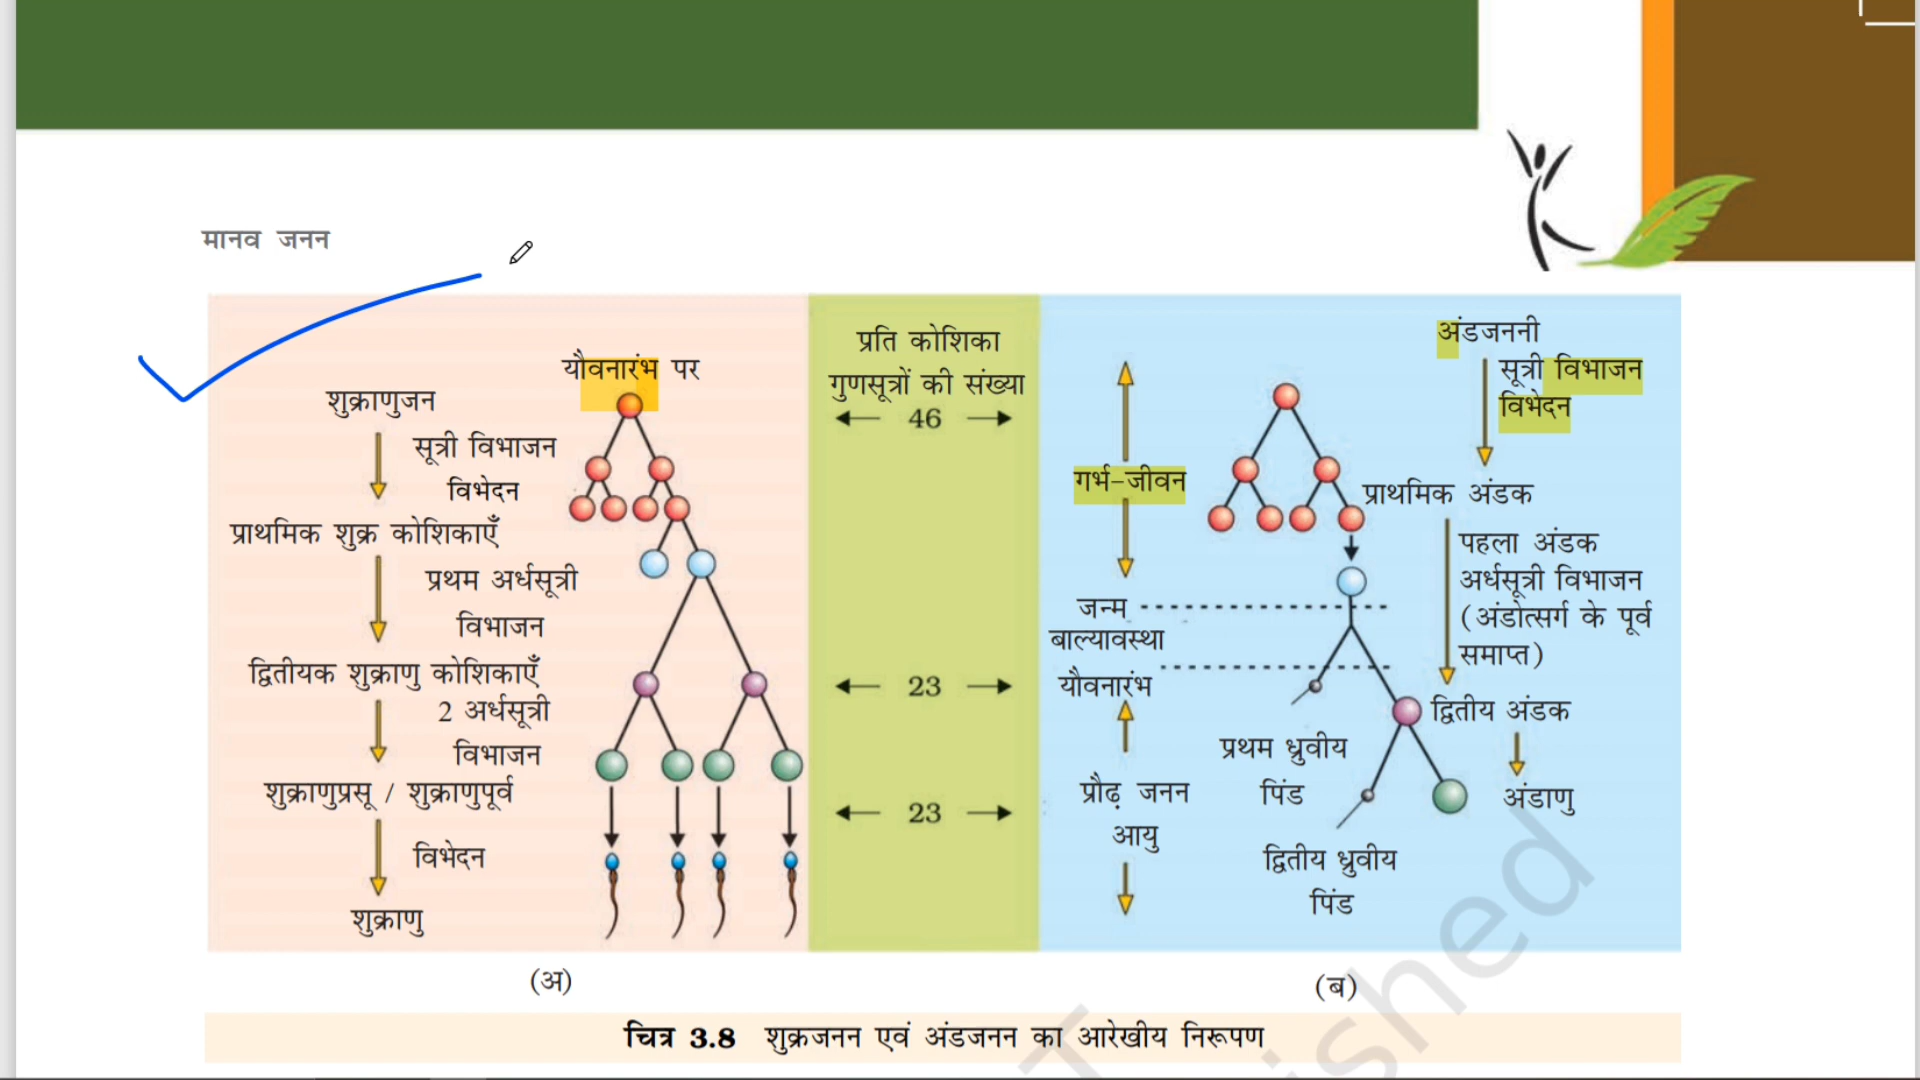 मानव जनन
यौवनारंभ पर
शुक्राणुजन
सूत्री विभाजन
विभेदन
प्राथमिक शुक्र कोशिकाएँ
प्रथम अर्धसूत्री
विभाजन
द्वितीयक शुक्राणु कोशिकाएँ
2 अर्धसूत्री
विभाजन
शुक्राणुप्रसू / शुक्राणुपूर्व
विभेदन
शुक्राणु
(अ)
प्रति कोशिका
गुणसूत्रों की संख्या
46
23
23
गर्भ-जीवन
जन्म
बाल्यावस्था
यौवनारंभ
प्रौढ़ जनन
आयु
अंडजननी
सूत्री विभाजन
विभेदन
प्राथमिक अंडक
पहला अंडक
अर्धसूत्री विभाजन
(अंडोत्सर्ग के पूर्व
समाप्त)
द्वितीय अंडक
प्रथम ध्रुवीय
पिंड
अंडाणु
द्वितीय ध्रुवीय
पिंड
(ब)
चित्र 3.8 शुक्रजनन एवं अंडजनन का आरेखीय निरूपण